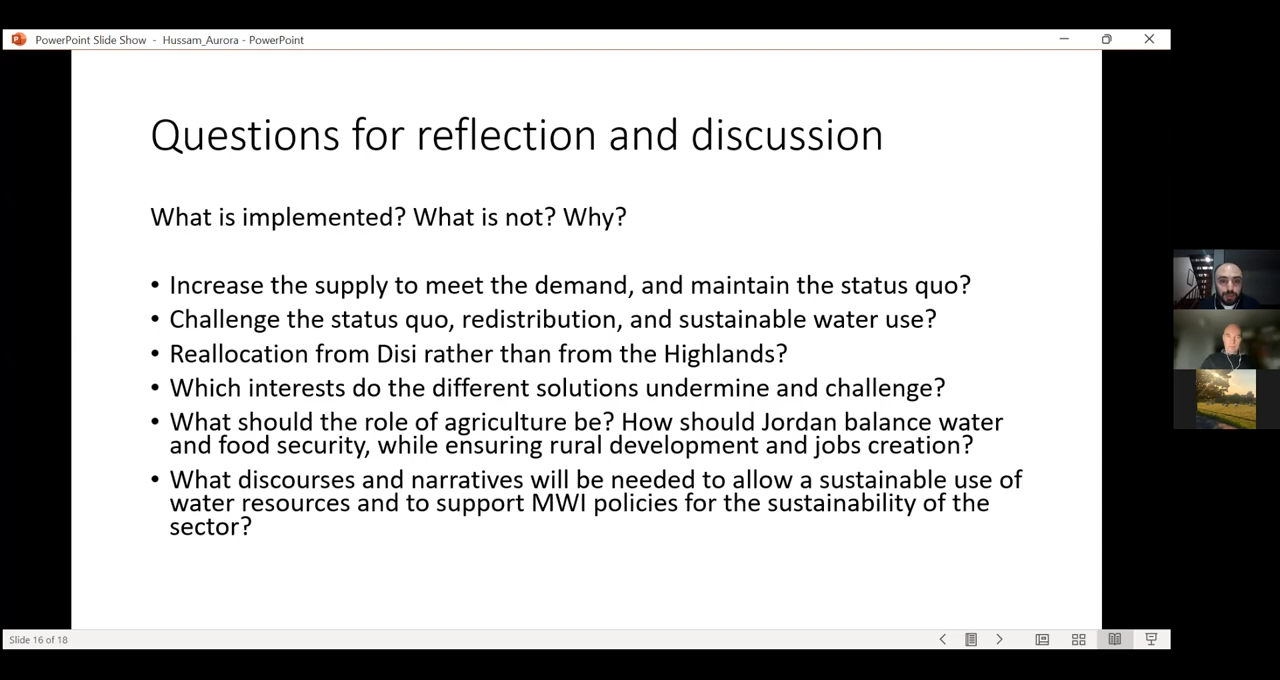 PowerPoint Slide Show - Hussam_Aurora - PowerPoint
Questions for reflection and discussion
What is implemented? What is not? Why?
• Increase the supply to meet the demand, and maintain the status quo?
• Challenge the status quo, redistribution, and sustainable water use?
• Reallocation from Disi rather than from the Highlands?
• Which interests do the different solutions undermine and challenge?
• What should the role of agriculture be? How should Jordan balance water
and food security, while ensuring rural development and jobs creation?
• What discourses and narratives will be needed to allow a sustainable use of
water resources and to support MWI policies for the sustainability of the
sector?
Slide 16 of 18